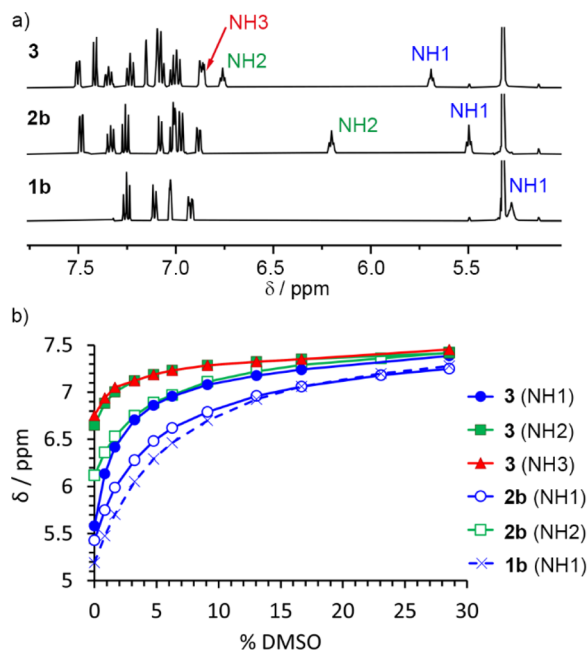 a)
3
NH3
NH2
NH1
2b
NH2
NH1
1b
NH1
7.5 7.0 6.5 6.0 5.5
δ / ppm
b)
7.5
7
6.5
6
5.5
5
δ / ppm
0 5 10 15 20 25 30
% DMSO
3 (NH1)
3 (NH2)
3 (NH3)
2b (NH1)
2b (NH2)
1b (NH1)